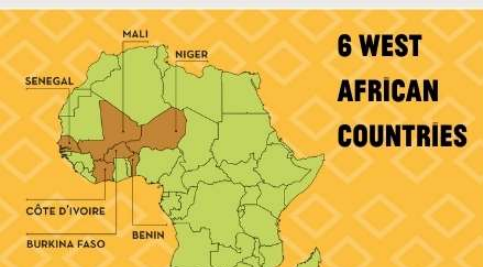 MALI
NIGER
SENEGAL
CÔTE D'IVOIRE
BURKINA FASO
BENIN
6 WEST
AFRICAN
COUNTRIES